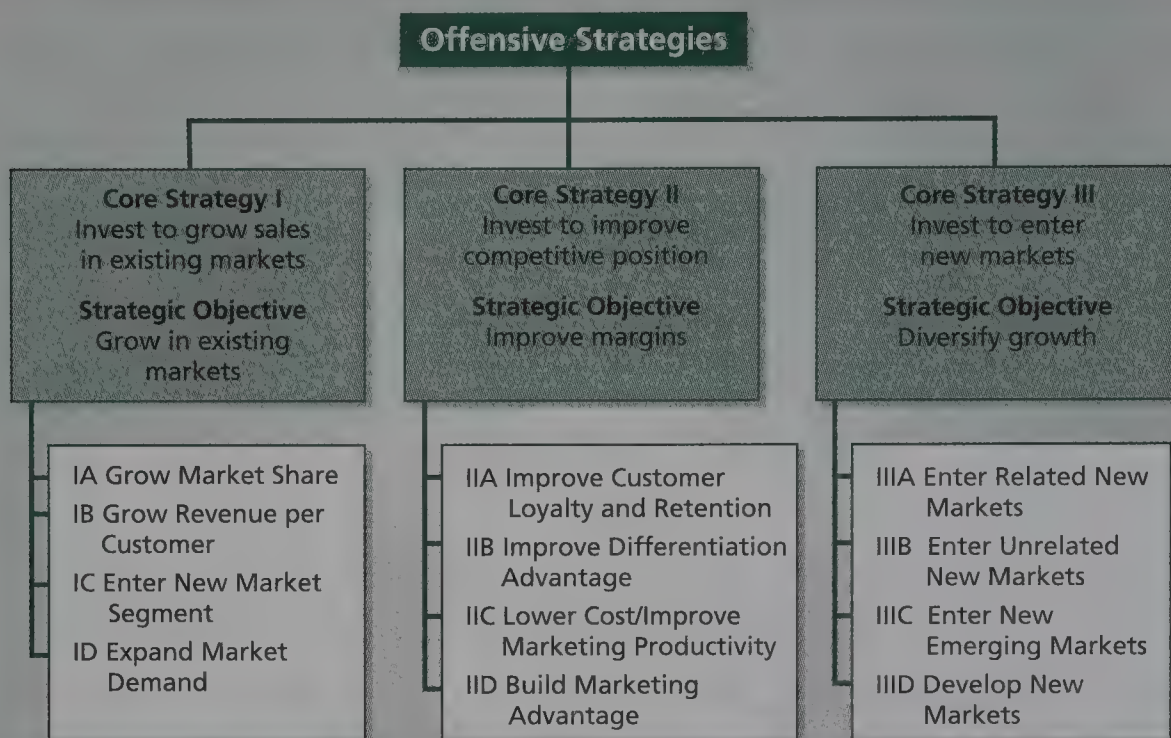 Offensive Strategies
Core Strategy I
Invest to grow sales
in existing markets
Strategic Objective
Grow in existing
markets
Core Strategy II
Invest to improve
competitive position
Strategic Objective
Improve margins
Core Strategy III
Invest to enter
new markets
Strategic Objective
Diversify growth
IA Grow Market Share
IB Grow Revenue per
Customer
IC Enter New Market
Segment
ID Expand Market
Demand
IIA Improve Customer
Loyalty and Retention
IIB Improve Differentiation
Advantage
IIC Lower Cost/Improve
Marketing Productivity
IID Build Marketing
Advantage
IIIA Enter Related New
Markets
IIIB Enter Unrelated
New Markets
IIIC Enter New
Emerging Markets
IIID Develop New
Markets